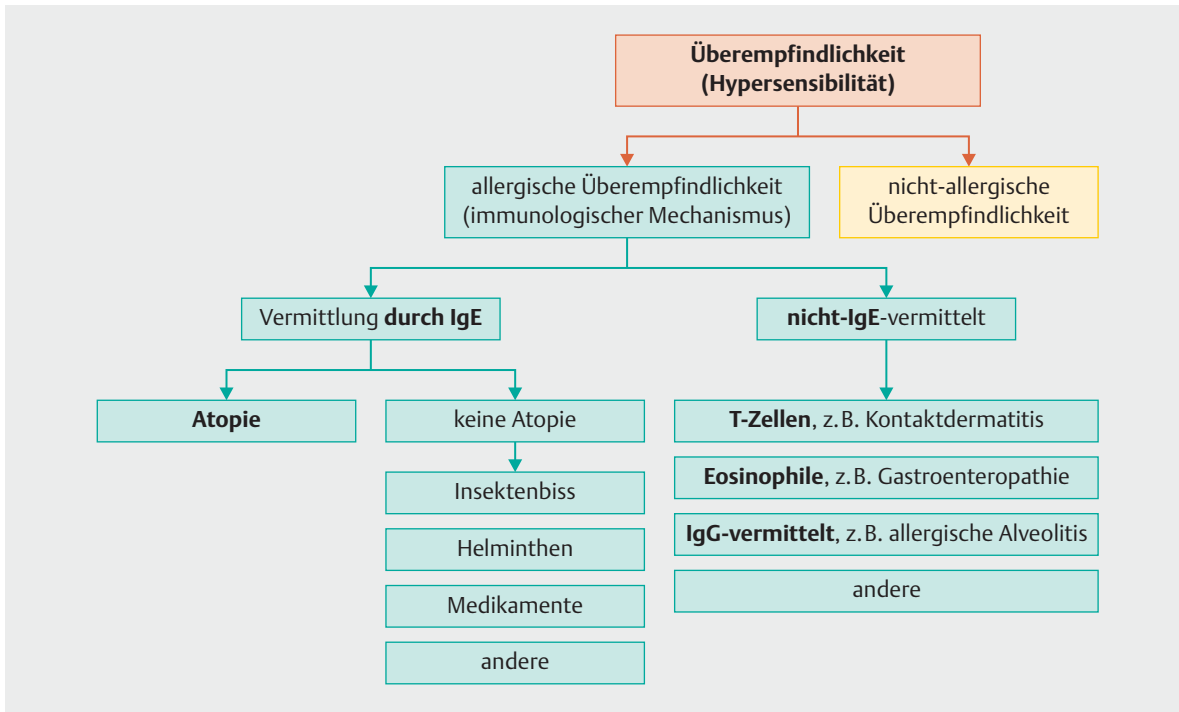 Überempfindlichkeit
(Hypersensibilität)
allergische Überempfindlichkeit
(immunologischer Mechanismus)
nicht-allergische
Überempfindlichkeit
Vermittlung durch IgE
nicht-IgE-vermittelt
Atopie
keine Atopie
Insektenbiss
Helminthen
Medikamente
andere
T-Zellen, z. B. Kontaktdermatitis
Eosinophile, z. B. Gastroenteropathie
IgG-vermittelt, z. B. allergische Alveolitis
andere